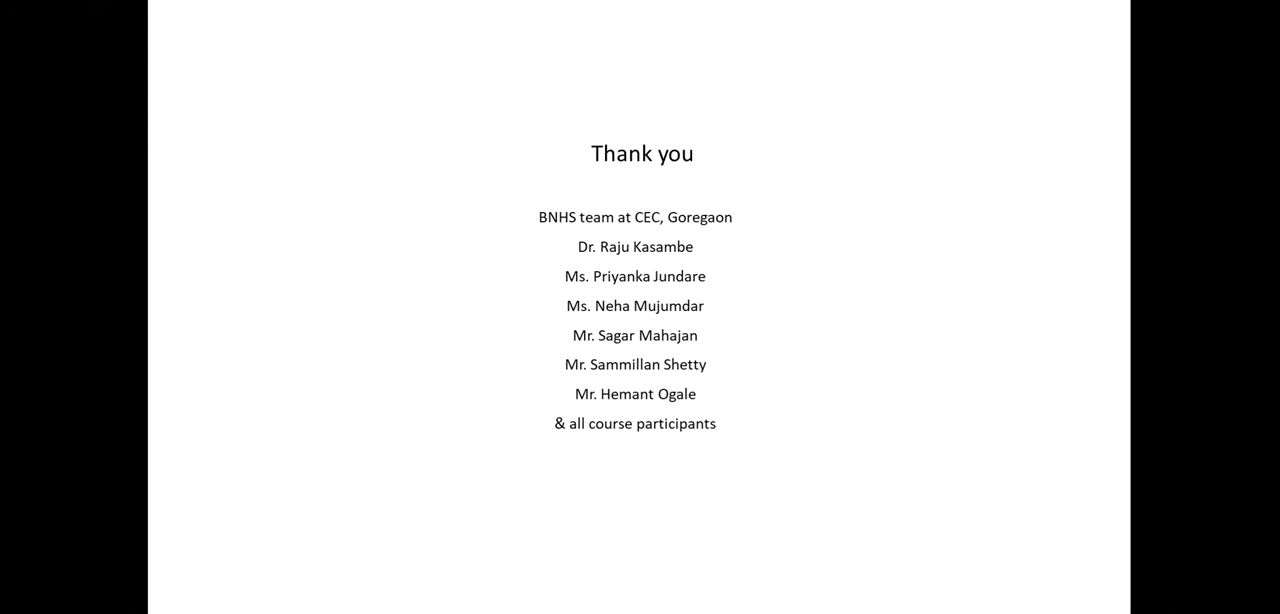 Thank you
BNHS team at CEC, Goregaon
Dr. Raju Kasambe
Ms. Priyanka Jundare
Ms. Neha Mujumdar
Mr. Sagar Mahajan
Mr. Sammillan Shetty
Mr. Hemant Ogale
& all course participants